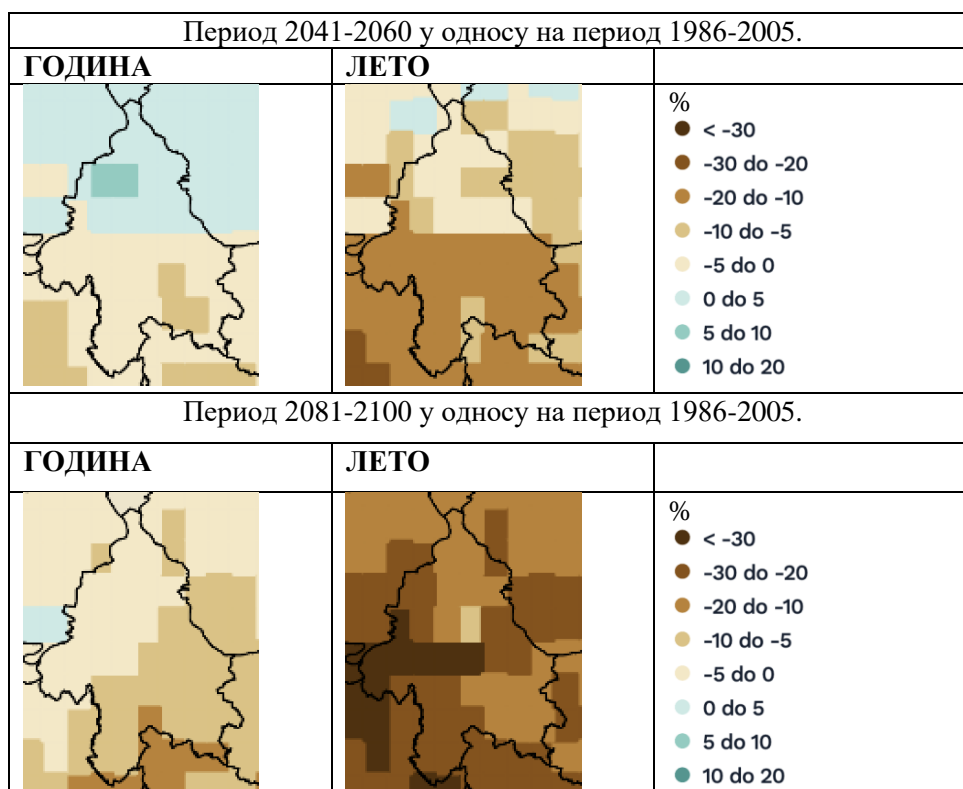 Период 2041-2060 у односу на период 1986-2005.
ГОДИНА
ЛЕТО
%
< -30
-30 do -20
-20 do -10
-10 do -5
-5 do 0
0 do 5
5 do 10
10 do 20
Период 2081-2100 у односу на период 1986-2005.
ГОДИНА
ЛЕТО
%
< -30
-30 do -20
-20 do -10
-10 do -5
-5 do 0
0 do 5
5 do 10
10 do 20